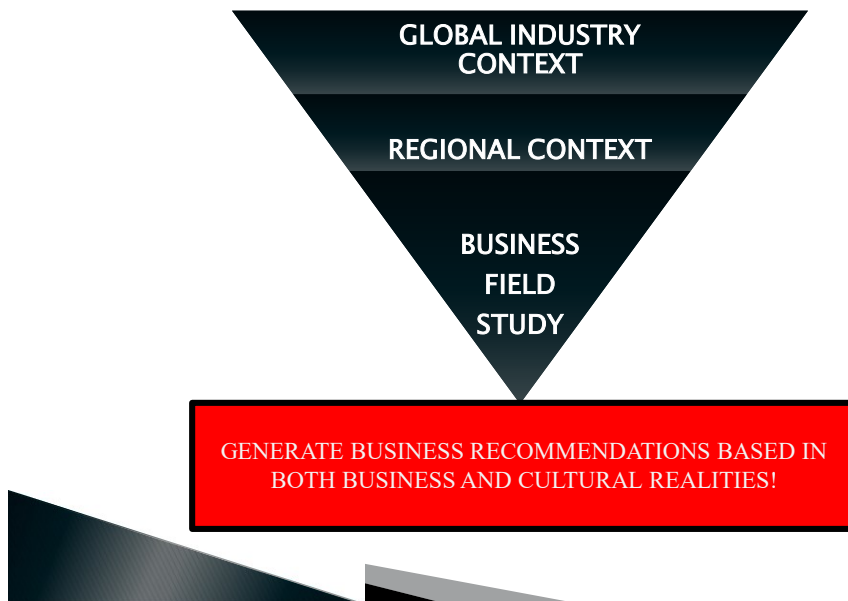 GLOBAL INDUSTRY
CONTEXT
REGIONAL CONTEXT
BUSINESS
FIELD
STUDY
GENERATE BUSINESS RECOMMENDATIONS BASED IN
BOTH BUSINESS AND CULTURAL REALITIES!